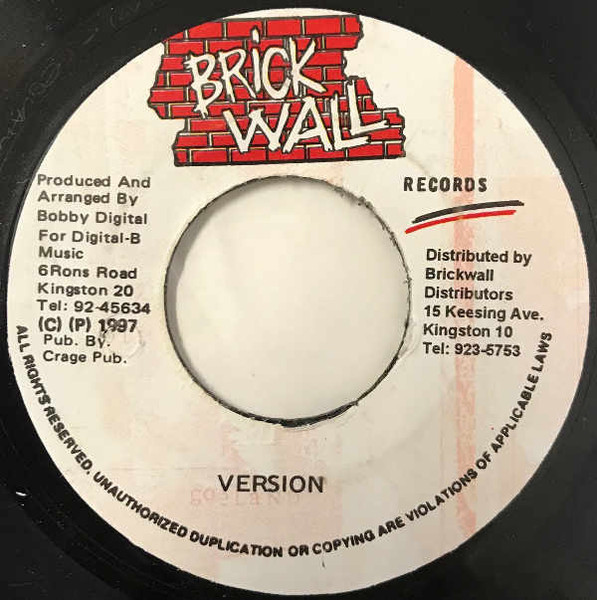 BRICK
WALL
RECORDS
Produced And
Arranged By
Bobby Digital
For Digital-B
Music
6Rons Road
Kingston 20
Tel: 92-45634
(C) (P) 1997
Pub. By.
Crage Pub.
Distributed by
Brickwall
Distributors
15 Keesing Ave.
Kingston 10
Tel: 923-5753
VERSION
ALL RIGHTS RESERVED. UNAUTHORIZED DUPLICATION OR COPYING ARE VIOLATIONS OF APPLICABLE LAWS